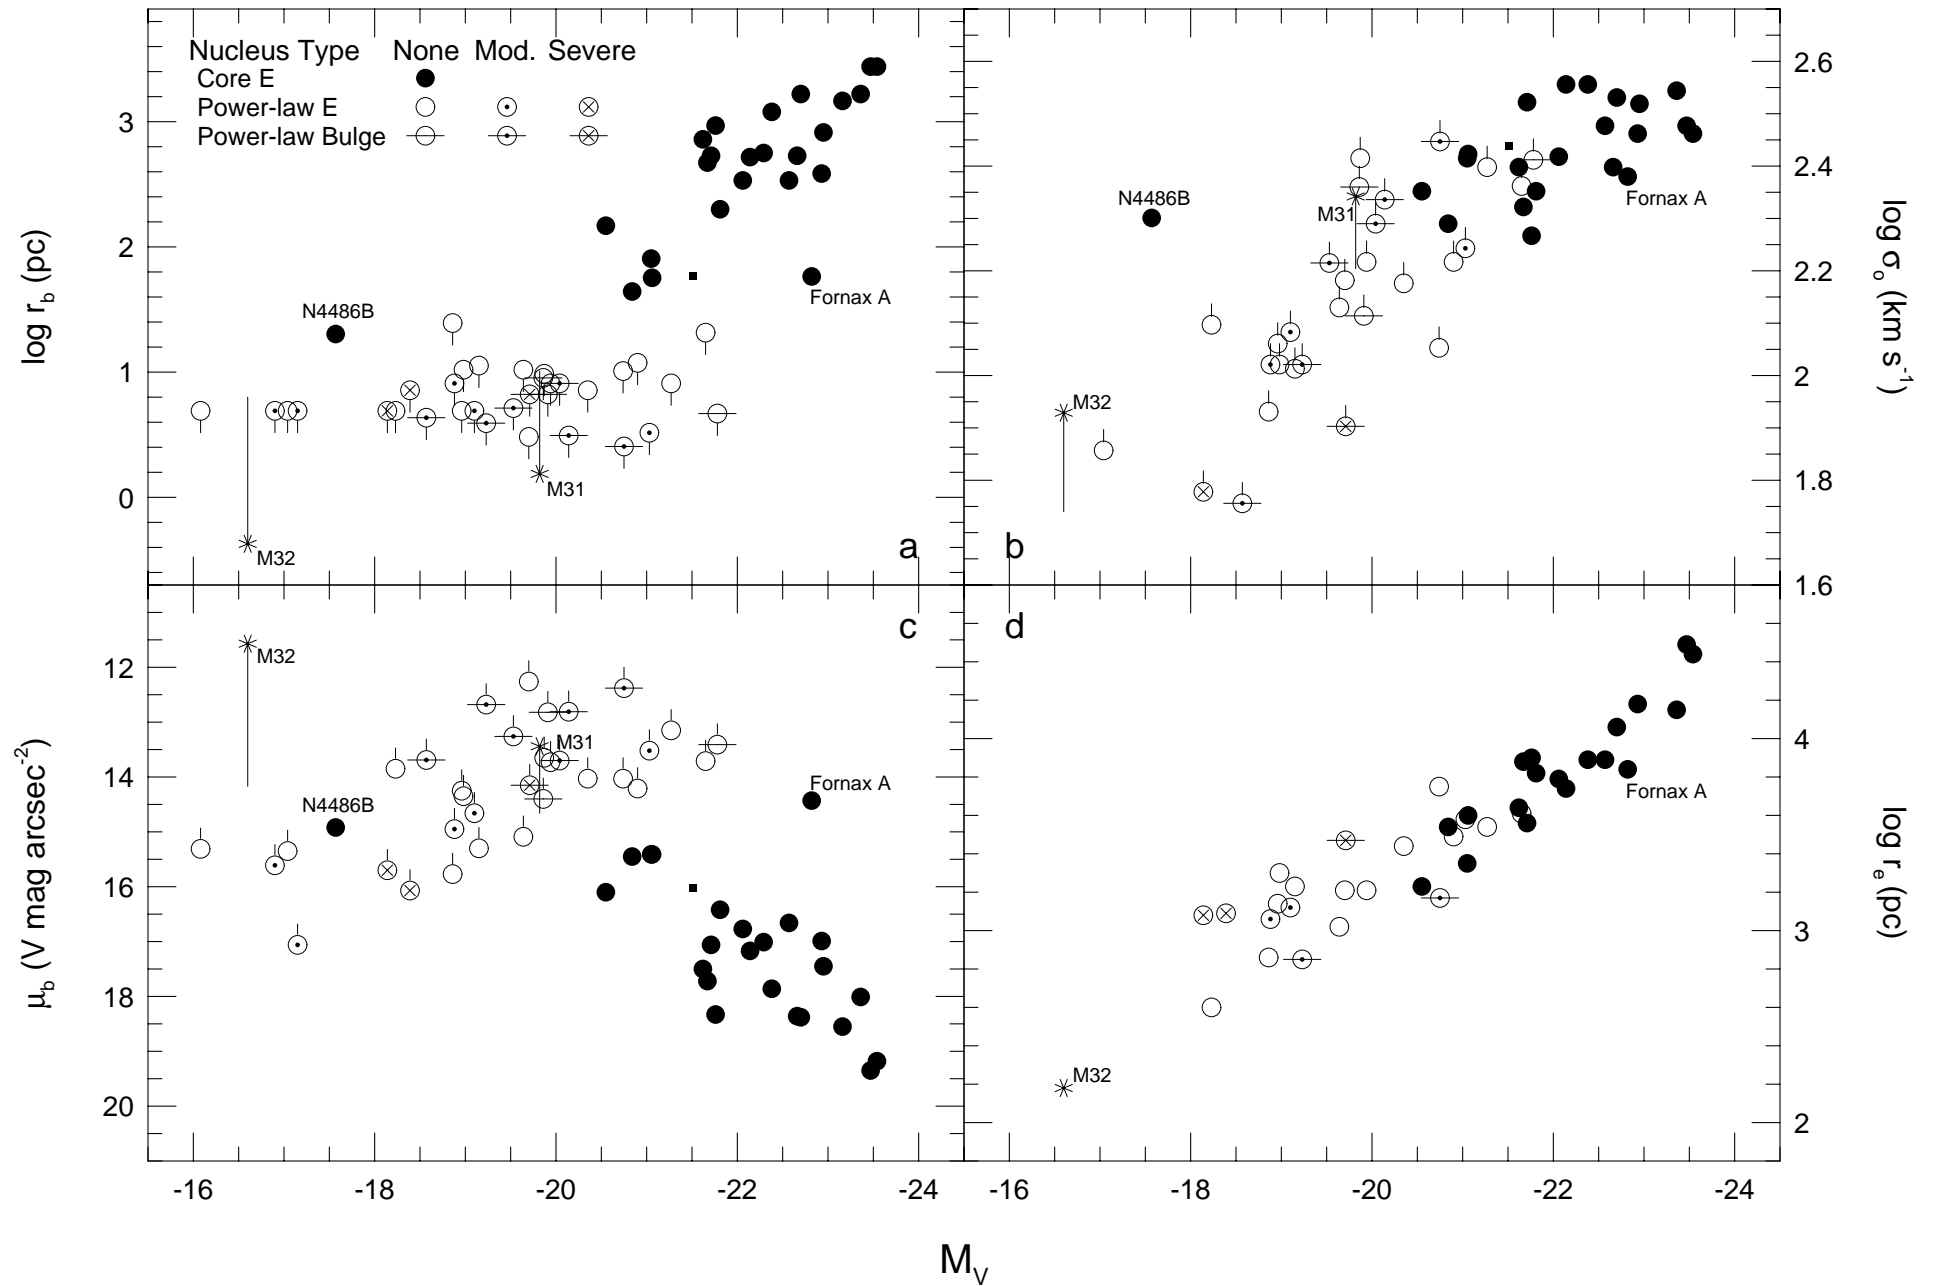 Nucleus Type None Mod. Severe
Core E
Power-law E
Power-law Bulge
N4486B
Fornax A
M31
M32
a
3
2
1
0
log r_b (pc)
N4486B
M31
Fornax A
M32
b
2.6
2.4
2.2
2
1.8
1.6
log σ_o (km s^-1)
c
M32
M31
Fornax A
N4486B
12
14
16
18
20
μ_b (V mag arcsec^-2)
-16 -18 -20 -22 -24
d
Fornax A
M32
4
3
2
log r_e (pc)
-16 -18 -20 -22 -24
M_V